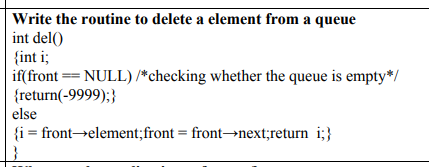 Write the routine to delete a element from a queue
int del()
{int i;
if(front == NULL) /*checking whether the queue is empty*/
{return(-9999);}
else
{i = front→element;front = front→next;return  i;}
}